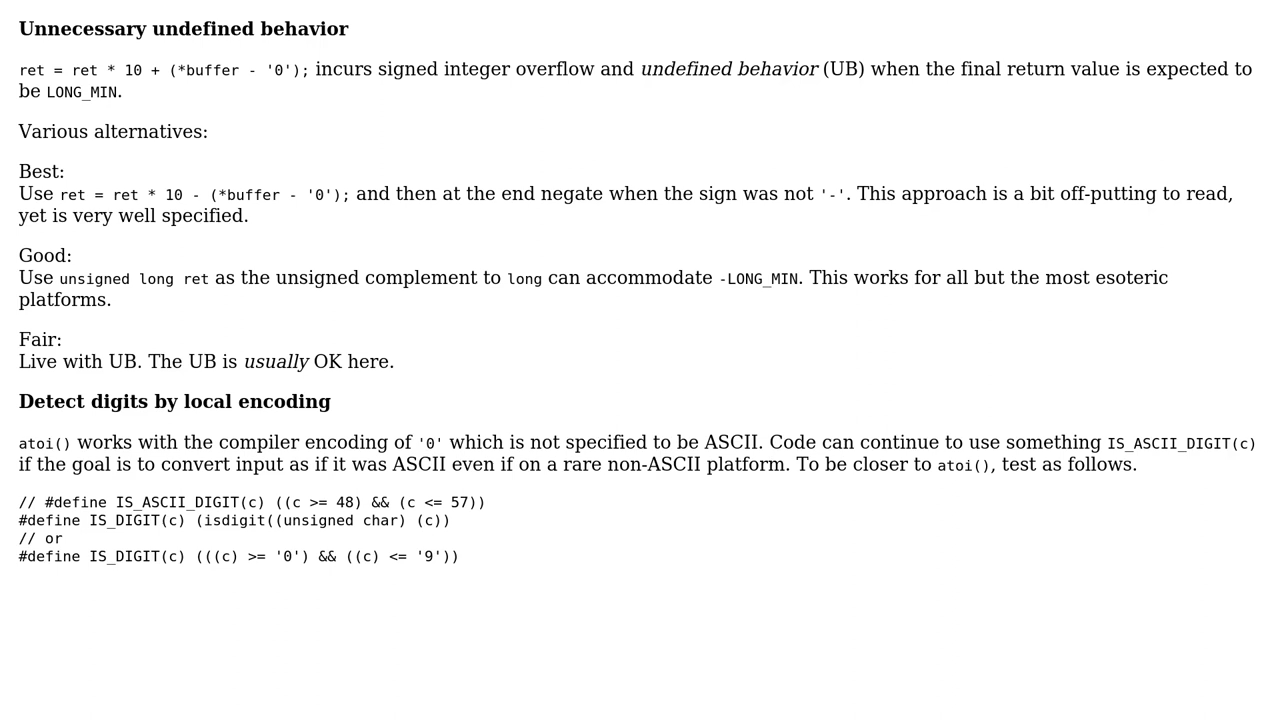 Unnecessary undefined behavior
ret = ret * 10 + (*buffer - '0'); incurs signed integer overflow and undefined behavior (UB) when the final return value is expected to
be LONG_MIN.
Various alternatives:
Best:
Use ret = ret * 10 - (*buffer - '0'); and then at the end negate when the sign was not '-'. This approach is a bit off-putting to read,
yet is very well specified.
Good:
Use unsigned long ret as the unsigned complement to long can accommodate -LONG_MIN. This works for all but the most esoteric
platforms.
Fair:
Live with UB. The UB is usually OK here.
Detect digits by local encoding
atoi() works with the compiler encoding of '0' which is not specified to be ASCII. Code can continue to use something IS_ASCII_DIGIT(c)
if the goal is to convert input as if it was ASCII even if on a rare non-ASCII platform. To be closer to atoi(), test as follows.
// #define IS_ASCII_DIGIT(c) ((c >= 48) && (c <= 57))
#define IS_DIGIT(c) (isdigit((unsigned char) (c))
// or
#define IS_DIGIT(c) (((c) >= '0') && ((c) <= '9'))